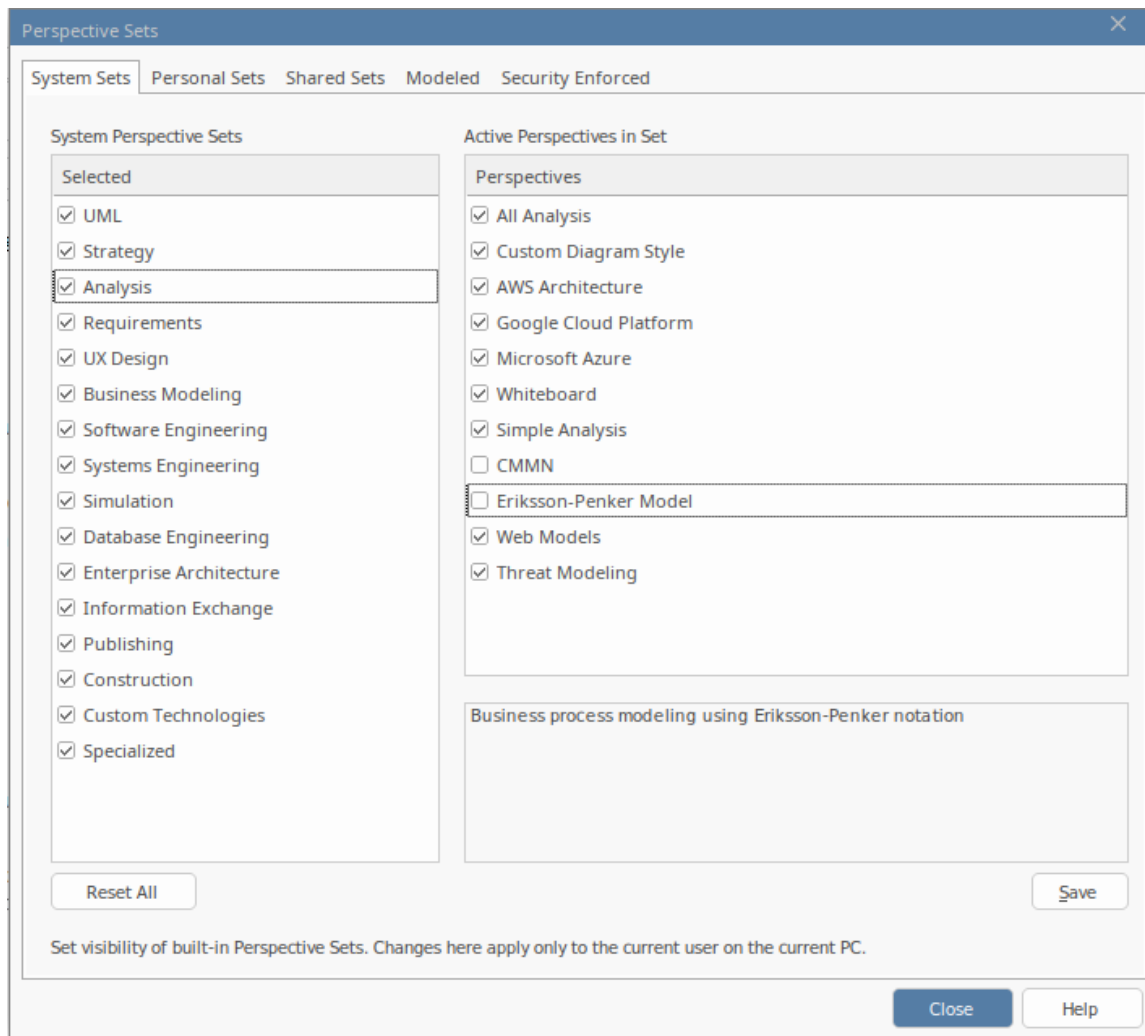 Perspective Sets
System Sets Personal Sets Shared Sets Modeled Security Enforced
System Perspective Sets
Selected
UML
Strategy
Analysis
Requirements
UX Design
Business Modeling
Software Engineering
Systems Engineering
Simulation
Database Engineering
Enterprise Architecture
Information Exchange
Publishing
Construction
Custom Technologies
Specialized
Reset All
Active Perspectives in Set
Perspectives
All Analysis
Custom Diagram Style
AWS Architecture
Google Cloud Platform
Microsoft Azure
Whiteboard
Simple Analysis
CMMN
Eriksson-Penker Model
Web Models
Threat Modeling
Business process modeling using Eriksson-Penker notation
Save
Set visibility of built-in Perspective Sets. Changes here apply only to the current user on the current PC.
Close Help